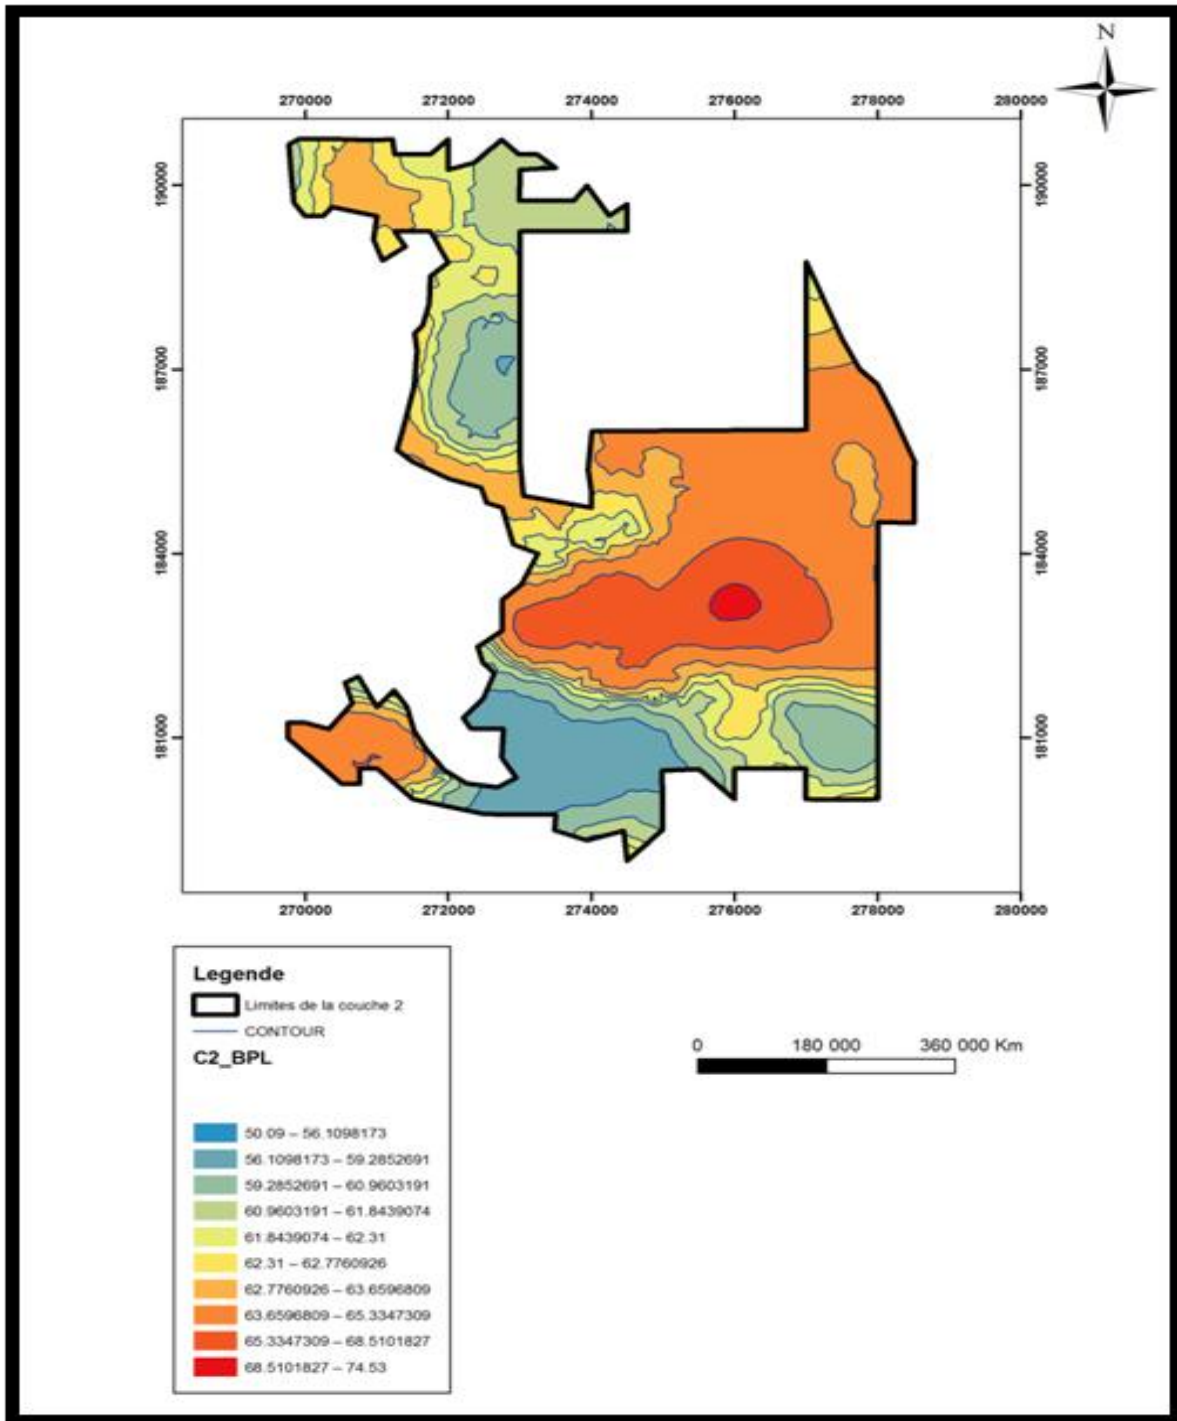 N
270000 272000 274000 276000 278000 280000
190000 190000
187000 187000
184000 184000
181000 181000
270000 272000 274000 276000 278000 280000
Legende
Limites de la couche 2
CONTOUR
C2_BPL
0 180 000 360 000 Km
50.09 – 56.1098173
56.1098173 – 59.2852691
59.2852691 – 60.9603191
60.9603191 – 61.8439074
61.8439074 – 62.31
62.31 – 62.7760926
62.7760926 – 63.6596809
63.6596809 – 65.3347309
65.3347309 – 68.5101827
68.5101827 – 74.53